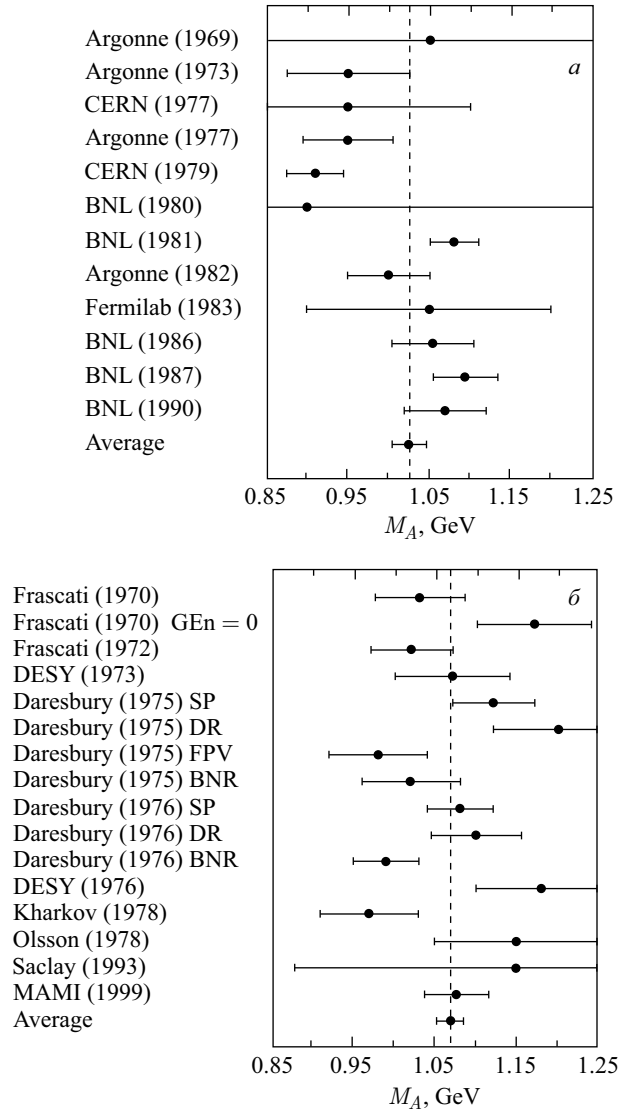 Argonne (1969)
а
Argonne (1973)
CERN (1977)
Argonne (1977)
CERN (1979)
BNL (1980)
BNL (1981)
Argonne (1982)
Fermilab (1983)
BNL (1986)
BNL (1987)
BNL (1990)
Average
0.85 0.95 1.05 1.15 1.25
M_A, GeV
Frascati (1970)
б
Frascati (1970) GEn = 0
Frascati (1972)
DESY (1973)
Daresbury (1975) SP
Daresbury (1975) DR
Daresbury (1975) FPV
Daresbury (1975) BNR
Daresbury (1976) SP
Daresbury (1976) DR
Daresbury (1976) BNR
DESY (1976)
Kharkov (1978)
Olsson (1978)
Saclay (1993)
MAMI (1999)
Average
0.85 0.95 1.05 1.15 1.25
M_A, GeV